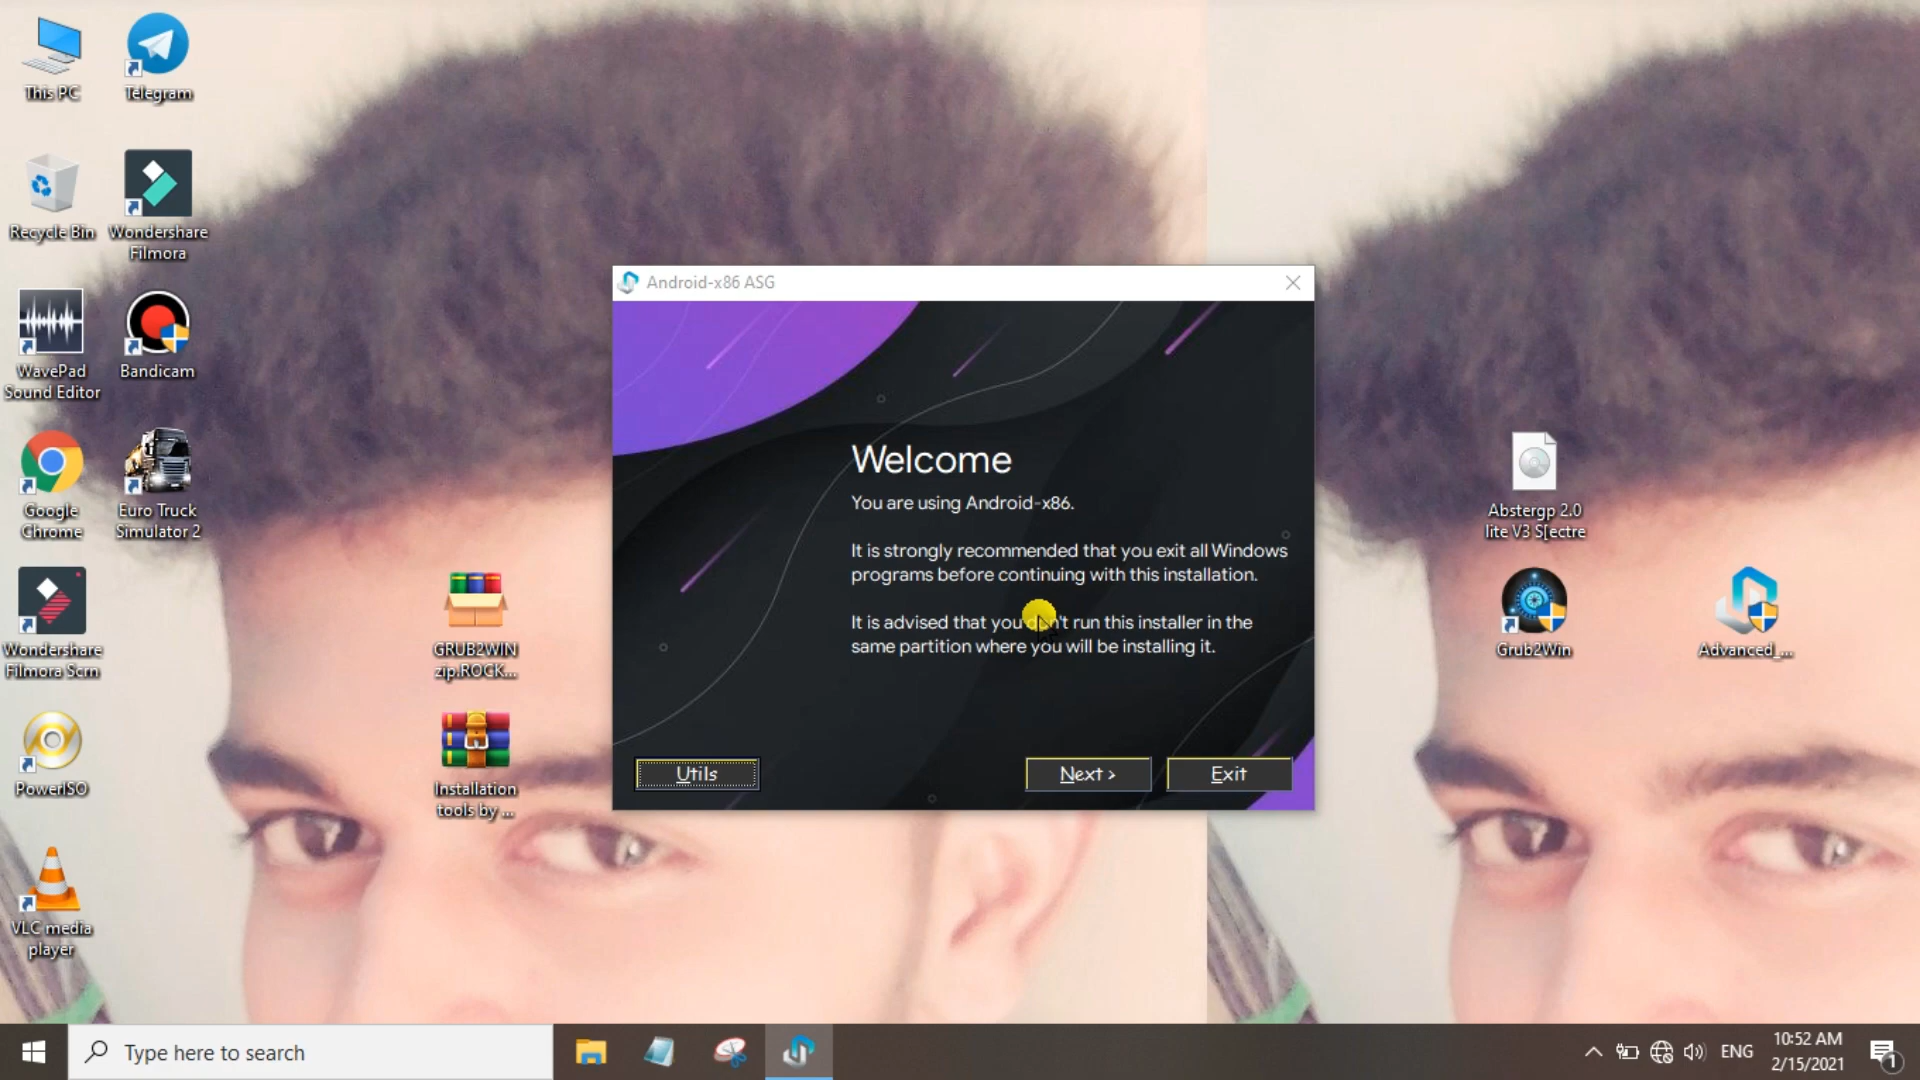 This PC
Telegram
Recycle Bin
Wondershare
Filmora
WavePad
Sound Editor
Bandicam
Google
Chrome
Euro Truck
Simulator 2
Wondershare
Filmora Scrn
PowerISO
VLC media
player
GRUB2WIN
zip.ROCK...
Installation
tools by ...
Android-x86 ASG
Welcome
You are using Android-x86.
It is strongly recommended that you exit all Windows
programs before continuing with this installation.
It is advised that you don't run this installer in the
same partition where you will be installing it.
Utils
Next >
Exit
Abstergp 2.0
lite V3 S[ectre
Grub2Win
Advanced_...
Type here to search
ENG
10:52 AM
2/15/2021
1